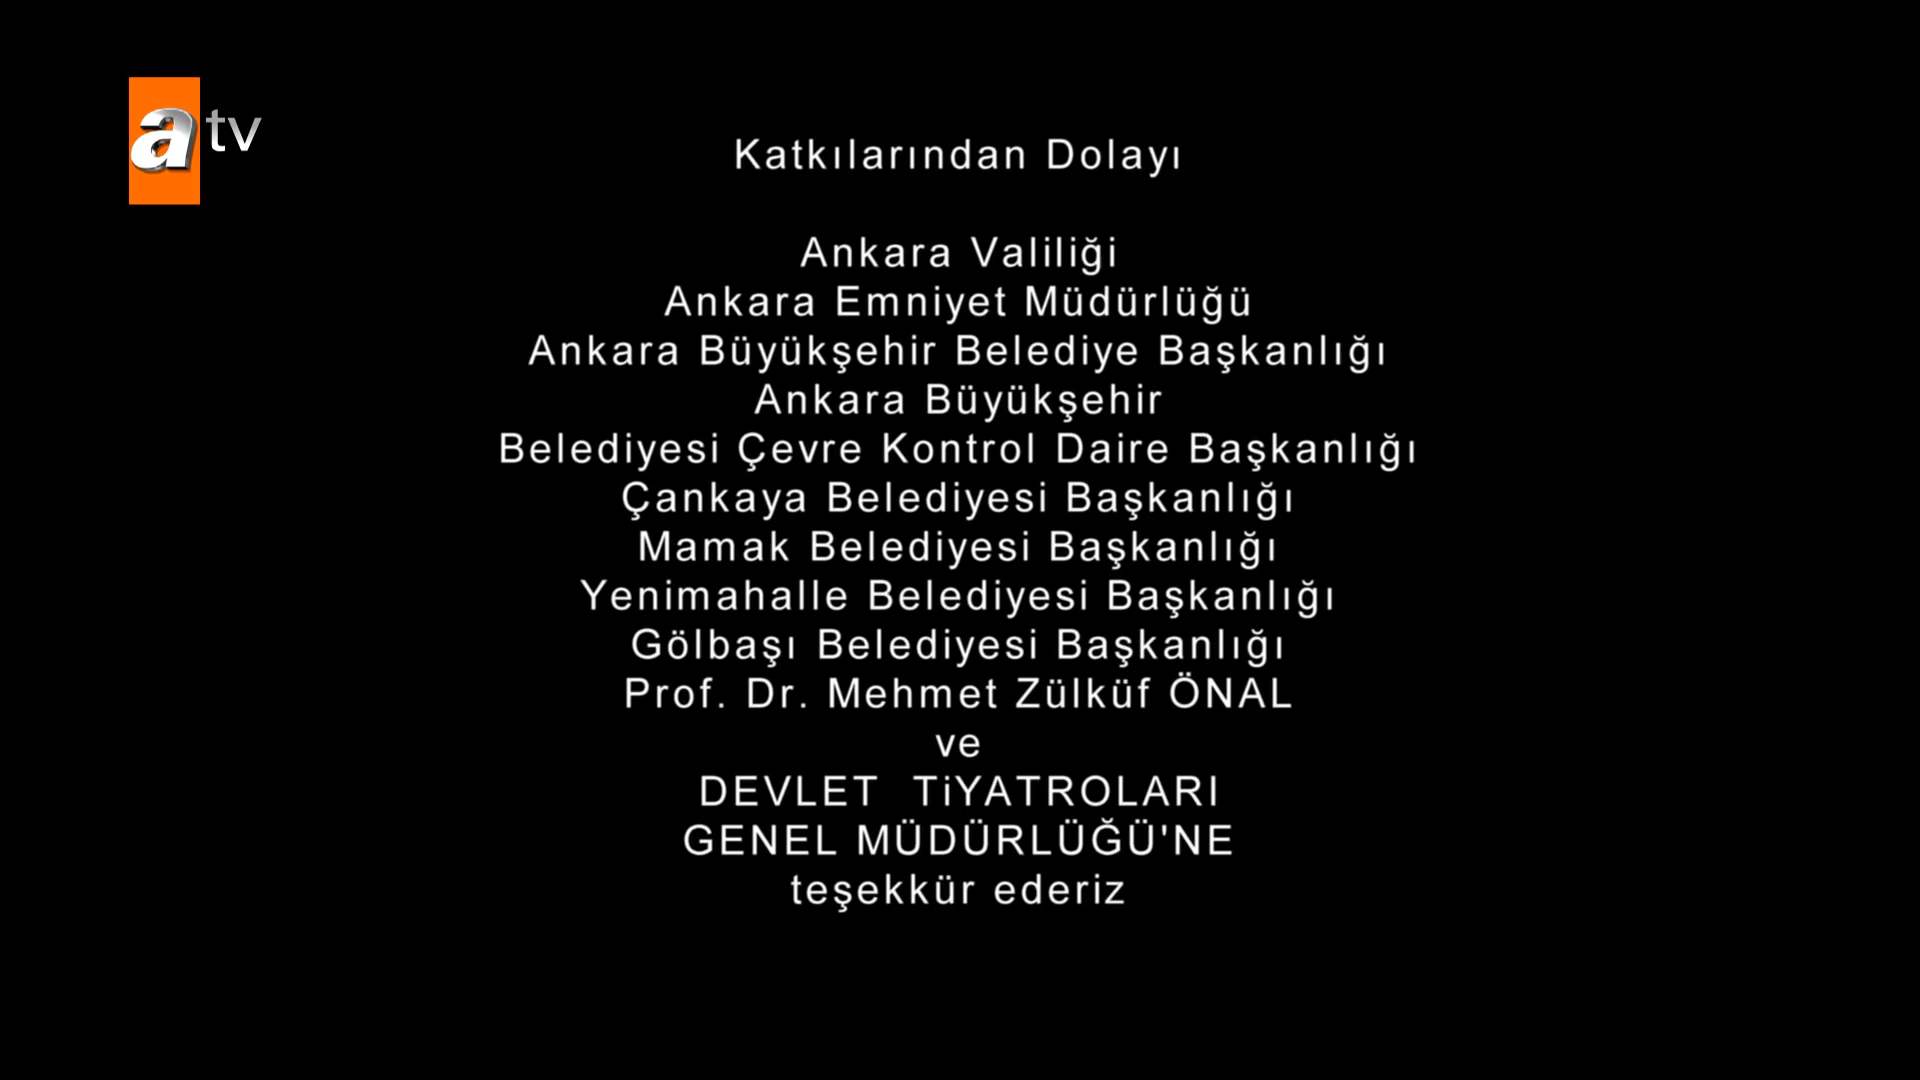 atv
Katkılarından Dolayı
Ankara Valiliği
Ankara Emniyet Müdürlüğü
Ankara Büyükşehir Belediye Başkanlığı
Ankara Büyükşehir
Belediyesi Çevre Kontrol Daire Başkanlığı
Çankaya Belediyesi Başkanlığı
Mamak Belediyesi Başkanlığı
Yenimahalle Belediyesi Başkanlığı
Gölbaşı Belediyesi Başkanlığı
Prof. Dr. Mehmet Zülküf ÖNAL
ve
DEVLET  TiYATROLARI
GENEL MÜDÜRLÜĞÜ'NE
teşekkür ederiz